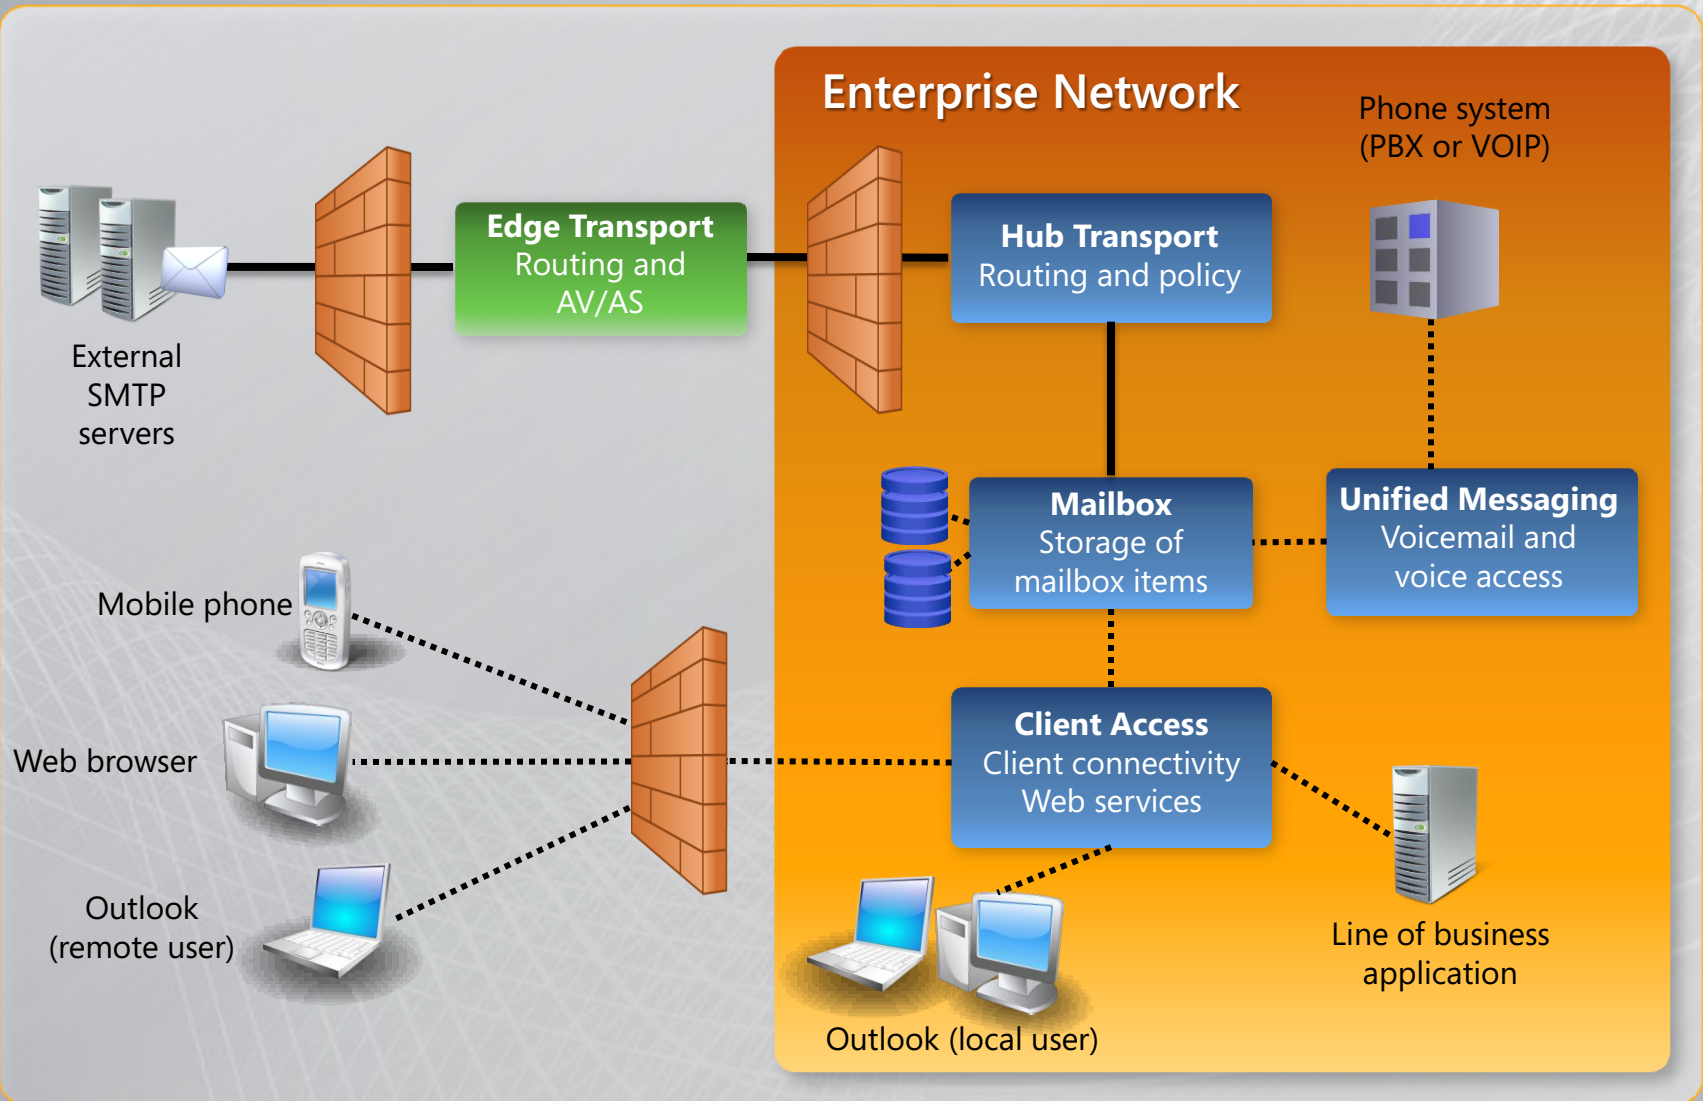 Enterprise Network
Phone system
(PBX or VOIP)
Edge Transport
Routing and
AV/AS
Hub Transport
Routing and policy
External
SMTP
servers
Mailbox
Storage of
mailbox items
Unified Messaging
Voicemail and
voice access
Mobile phone
Web browser
Client Access
Client connectivity
Web services
Outlook
(remote user)
Line of business
application
Outlook (local user)